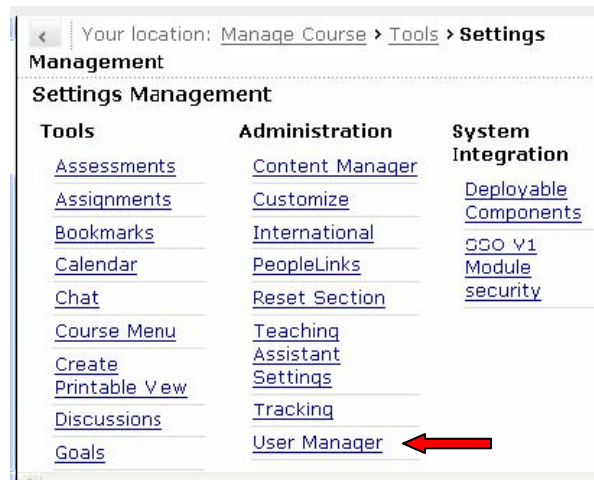 Your location: Manage Course › Tools › Settings
Management
Settings Management
Tools
Assessments
Assignments
Bookmarks
Calendar
Chat
Course Menu
Create
Printable View
Discussions
Goals
Administration
Content Manager
Customize
International
PeopleLinks
Reset Section
Teaching
Assistant
Settings
Tracking
User Manager
System
Integration
Deployable
Components
SSO V1
Module
security